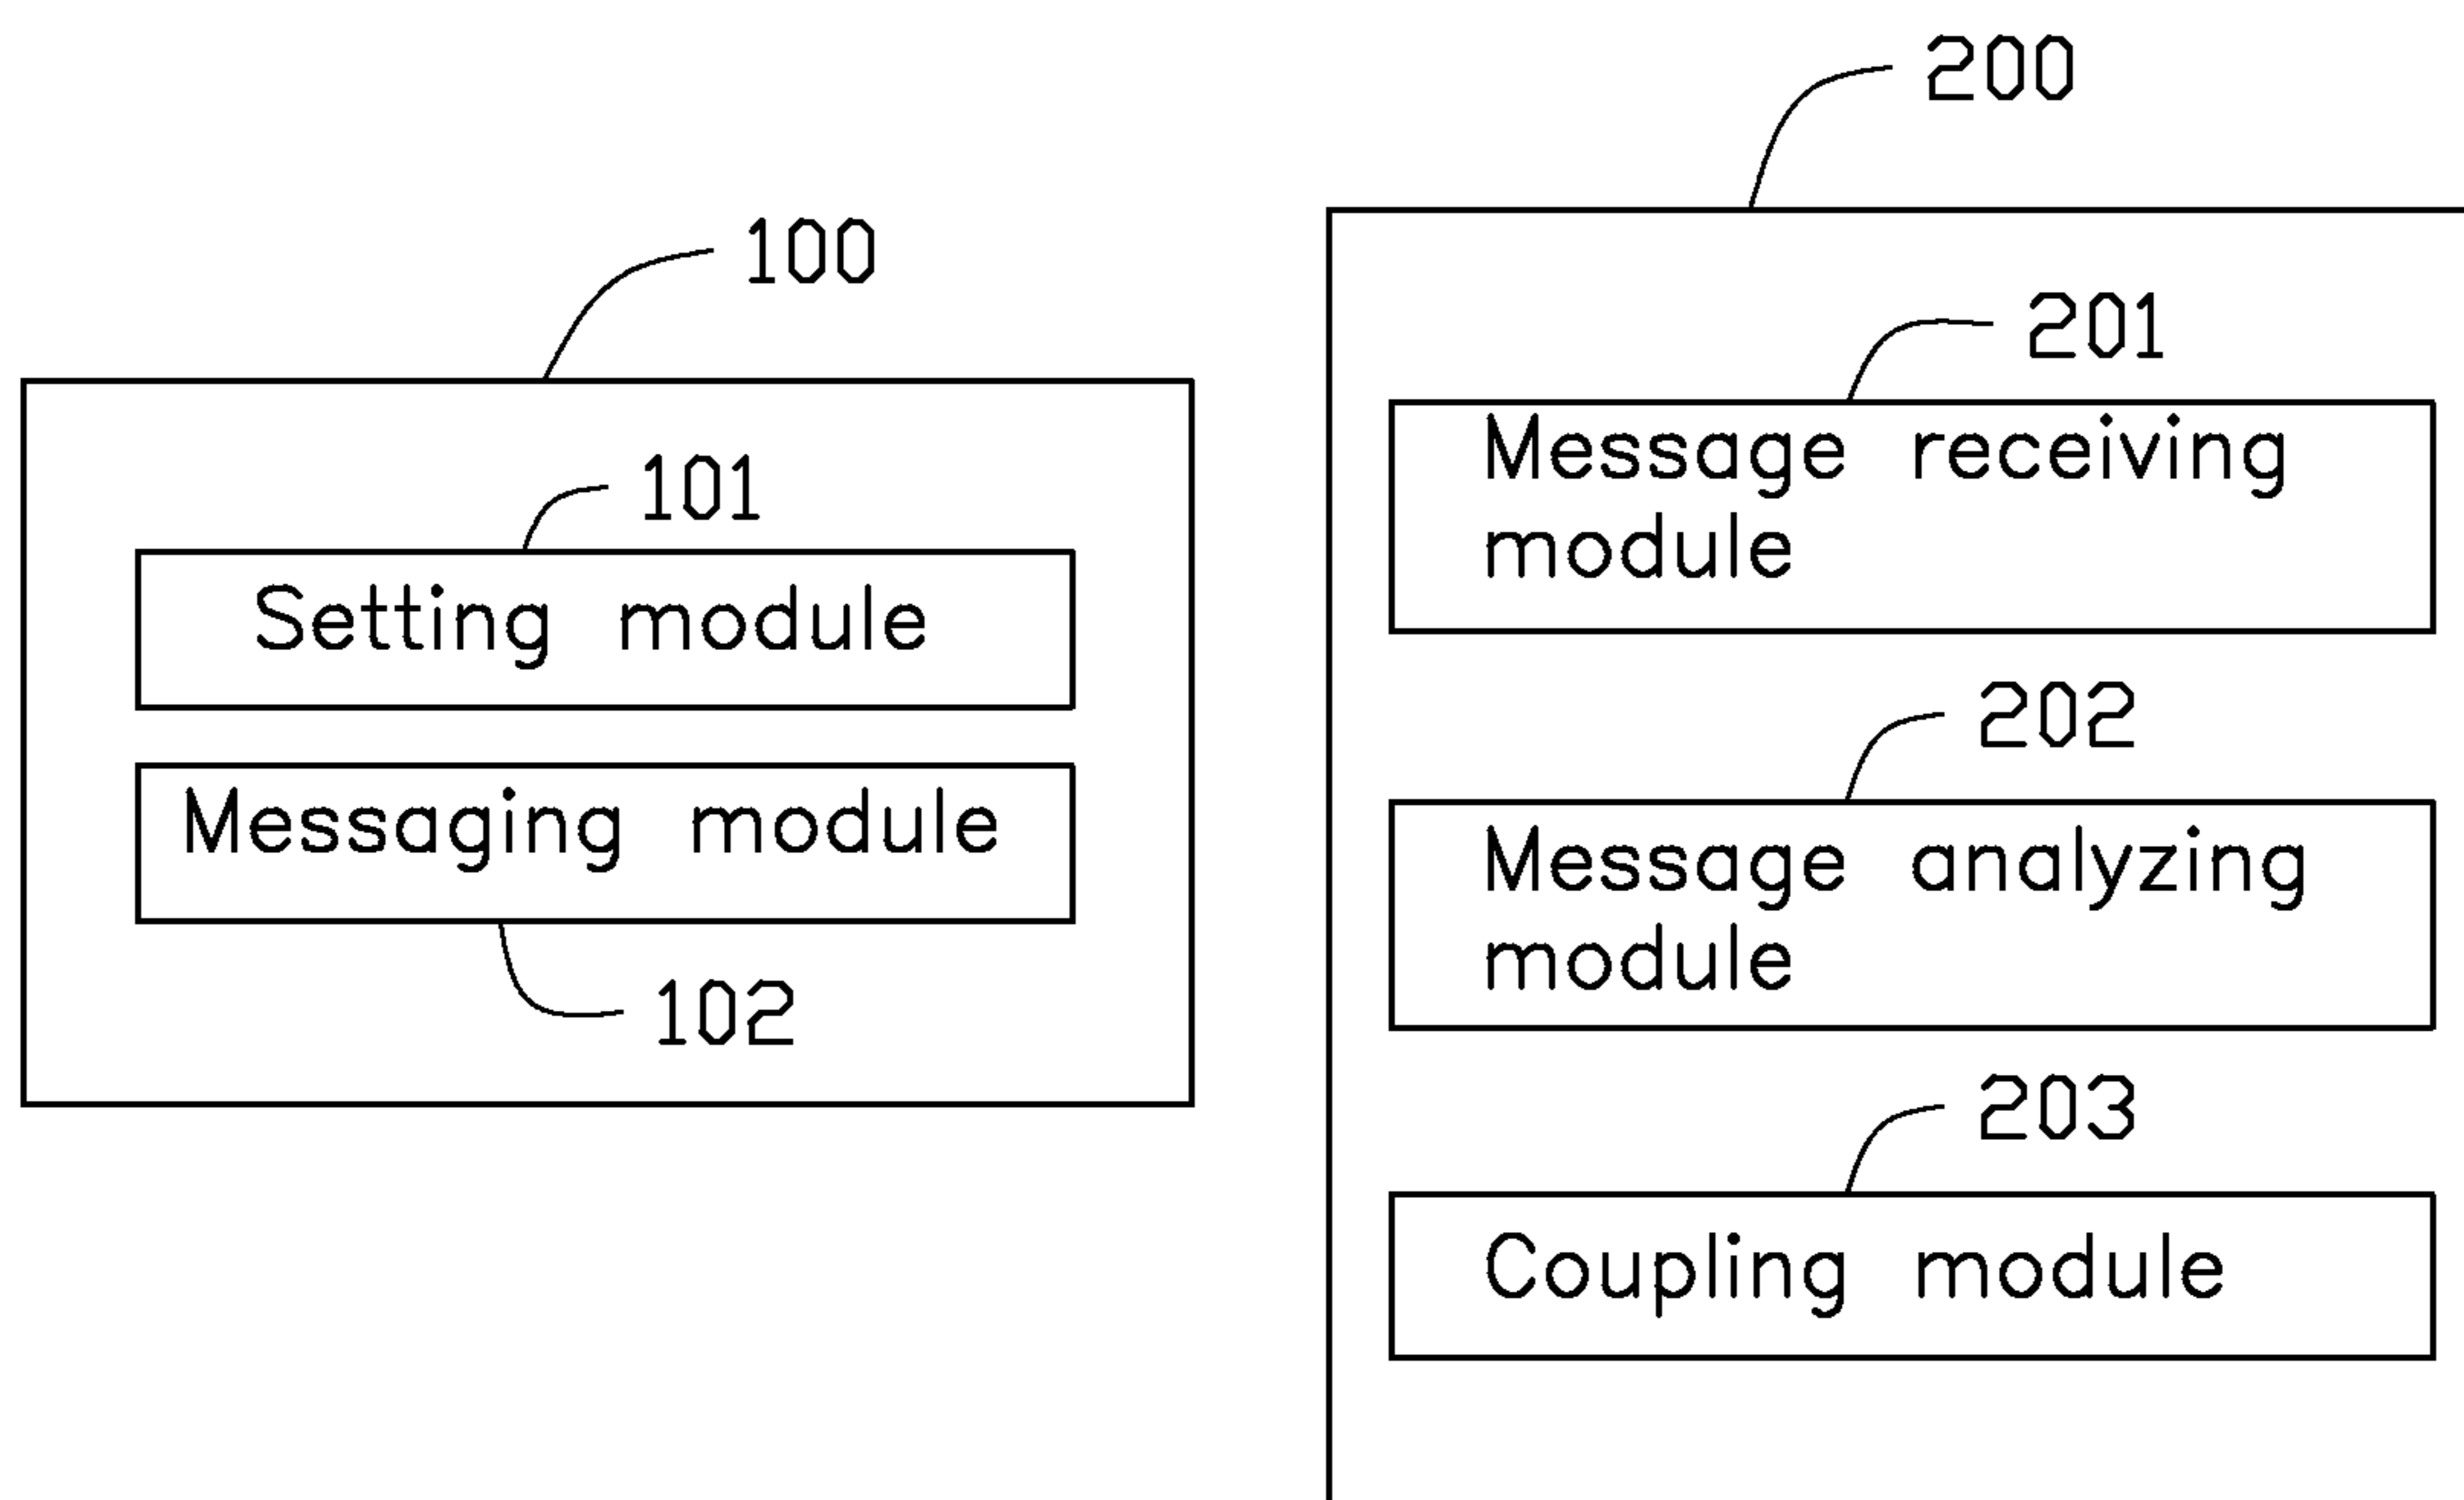 100
101
Setting module
Messaging module
102
200
201
Message receiving
module
202
Message analyzing
module
203
Coupling module